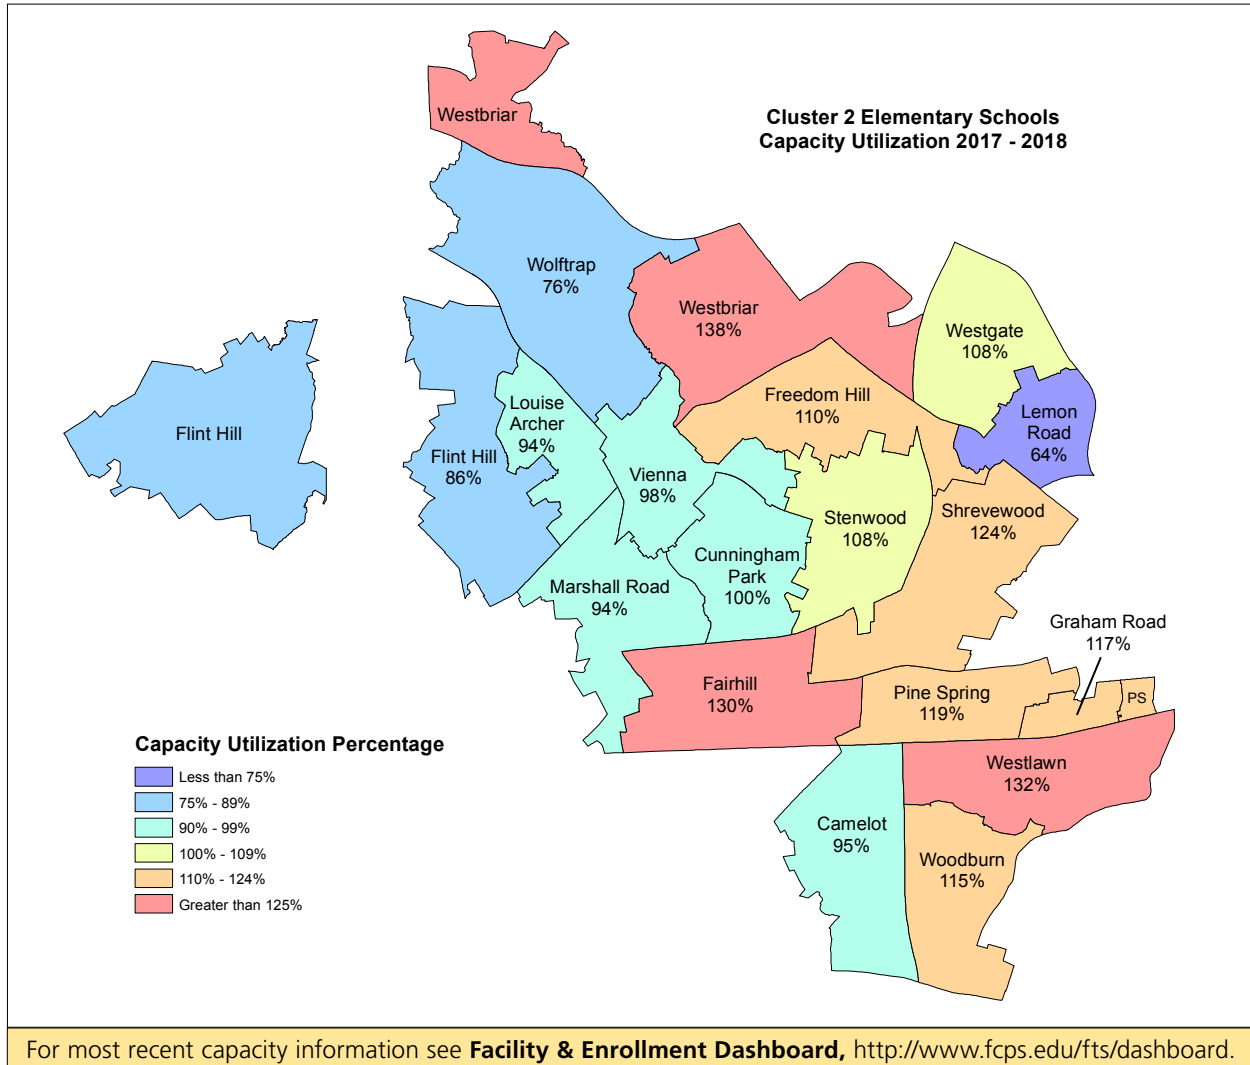 Cluster 2 Elementary Schools
Capacity Utilization 2017 - 2018
Westbriar
Wolftrap
76%
Westbriar
138%
Westgate
108%
Flint Hill
Louise
Archer
94%
Freedom Hill
110%
Lemon
Road
64%
Flint Hill
86%
Vienna
98%
Stenwood
108%
Shrevewood
124%
Cunningham
Park
100%
Marshall Road
94%
Graham Road
117%
Fairhill
130%
Pine Spring
119%
PS
Westlawn
132%
Camelot
95%
Woodburn
115%
Capacity Utilization Percentage
Less than 75%
75% - 89%
90% - 99%
100% - 109%
110% - 124%
Greater than 125%
For most recent capacity information see Facility & Enrollment Dashboard, http://www.fcps.edu/fts/dashboard.